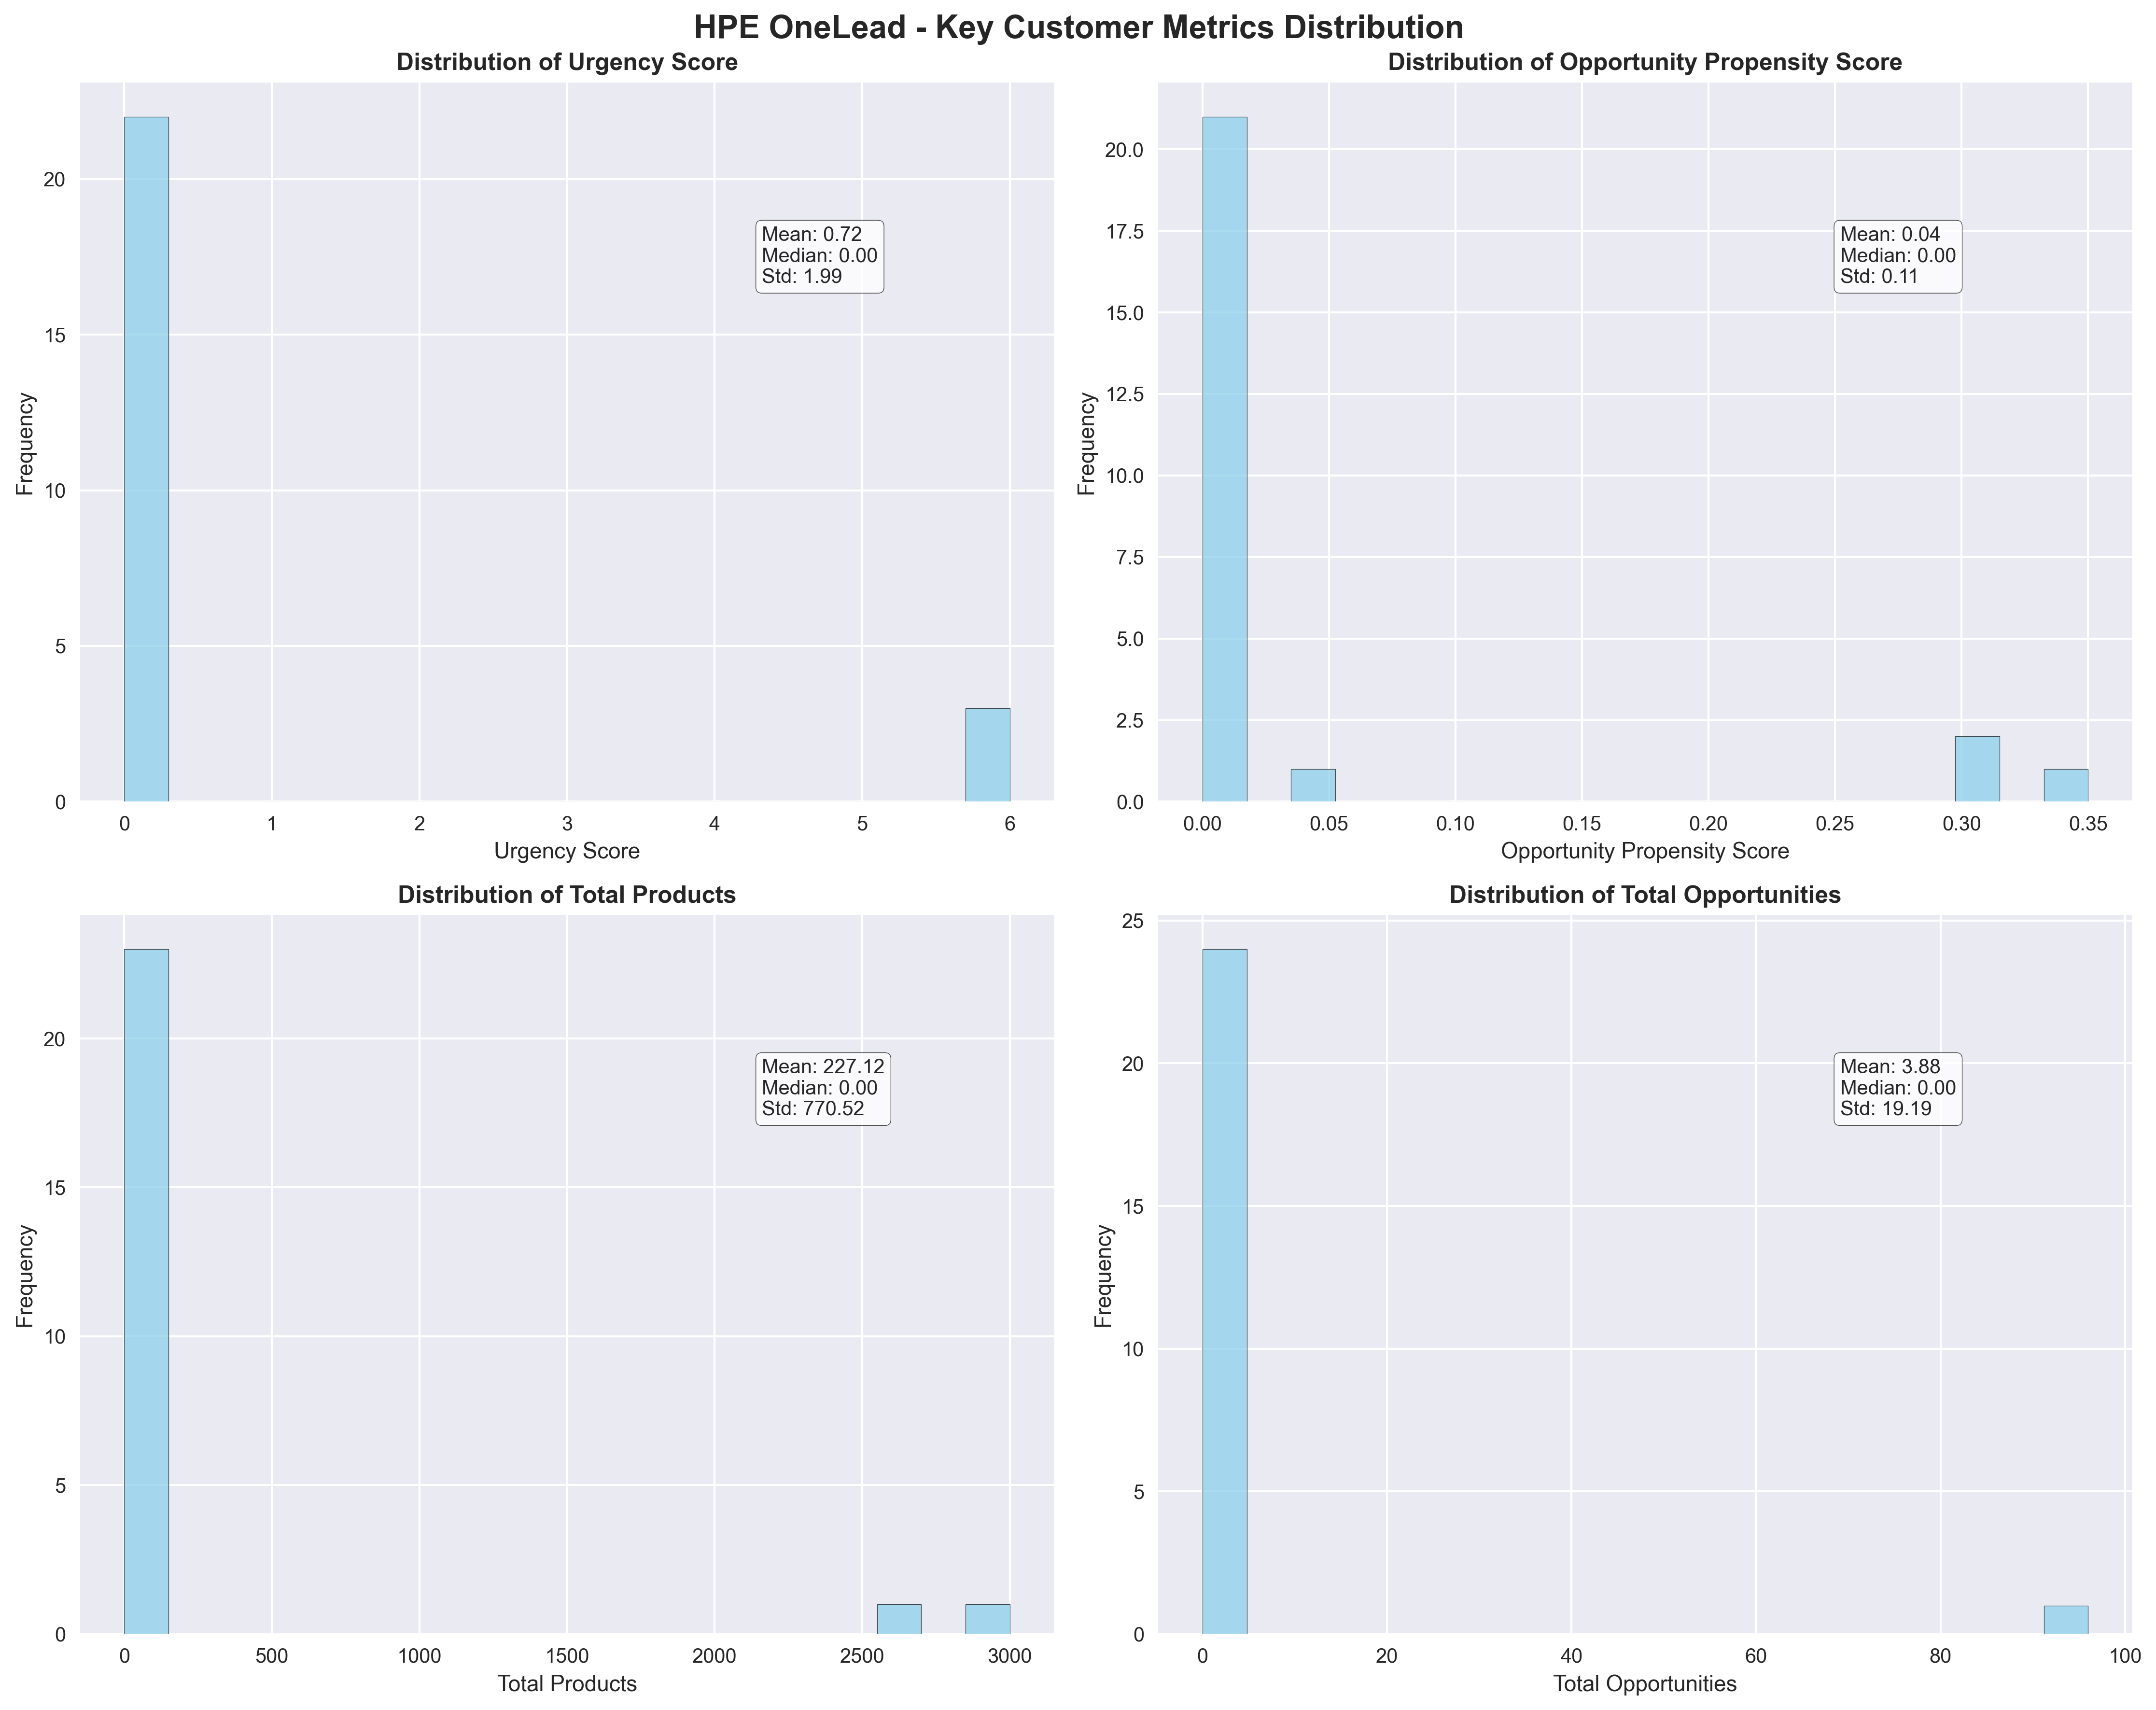 HPE OneLead - Key Customer Metrics Distribution
Distribution of Urgency Score
20
15
10
5
0
Frequency
Mean: 0.72
Median: 0.00
Std: 1.99
0 1 2 3 4 5 6
Urgency Score
Distribution of Opportunity Propensity Score
20.0
17.5
15.0
12.5
10.0
7.5
5.0
2.5
0.0
Frequency
Mean: 0.04
Median: 0.00
Std: 0.11
0.00 0.05 0.10 0.15 0.20 0.25 0.30 0.35
Opportunity Propensity Score
Distribution of Total Products
20
15
10
5
0
Frequency
Mean: 227.12
Median: 0.00
Std: 770.52
0 500 1000 1500 2000 2500 3000
Total Products
Distribution of Total Opportunities
25
20
15
10
5
0
Frequency
Mean: 3.88
Median: 0.00
Std: 19.19
0 20 40 60 80 100
Total Opportunities